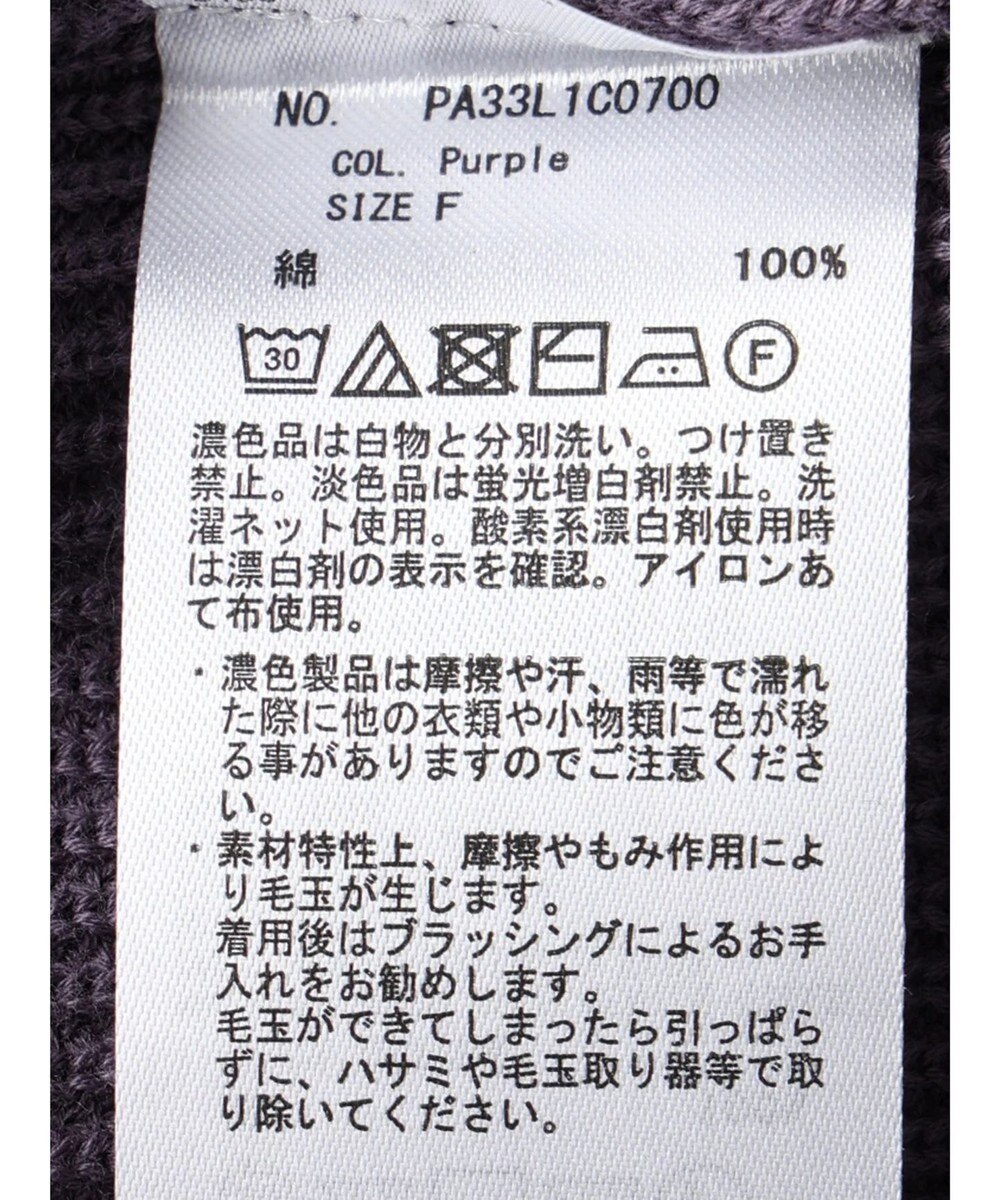 NO. PA33L1C0700
COL. Purple
SIZE F
綿 100%
30 F
濃色品は白物と分別洗い。つけ置き
禁止。淡色品は蛍光増白剤禁止。洗
濯ネット使用。酸素系漂白剤使用時
は漂白剤の表示を確認。アイロンあ
て布使用。
・濃色製品は摩擦や汗、雨等で濡れ
た際に他の衣類や小物類に色が移
る事がありますのでご注意くださ
い。
・素材特性上、摩擦やもみ作用によ
り毛玉が生じます。
着用後はブラッシングによるお手
入れをお勧めします。
毛玉ができてしまったら引っぱら
ずに、ハサミや毛玉取り器等で取
り除いてください。